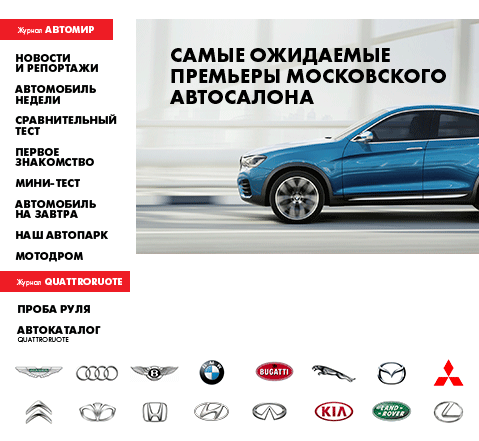 Журнал АВТОМИР
НОВОСТИ
И РЕПОРТАЖИ
АВТОМОБИЛЬ
НЕДЕЛИ
СРАВНИТЕЛЬНЫЙ
ТЕСТ
ПЕРВОЕ
ЗНАКОМСТВО
МИНИ-ТЕСТ
АВТОМОБИЛЬ
НА ЗАВТРА
НАШ АВТОПАРК
МОТОДРОМ
Журнал QUATTRORUOTE
ПРОБА РУЛЯ
АВТОКАТАЛОГ
QUATTRORUOTE
САМЫЕ ОЖИДАЕМЫЕ
ПРЕМЬЕРЫ МОСКОВСКОГО
АВТОСАЛОНА
BUGATTI
KIA
LAND-
ROVER